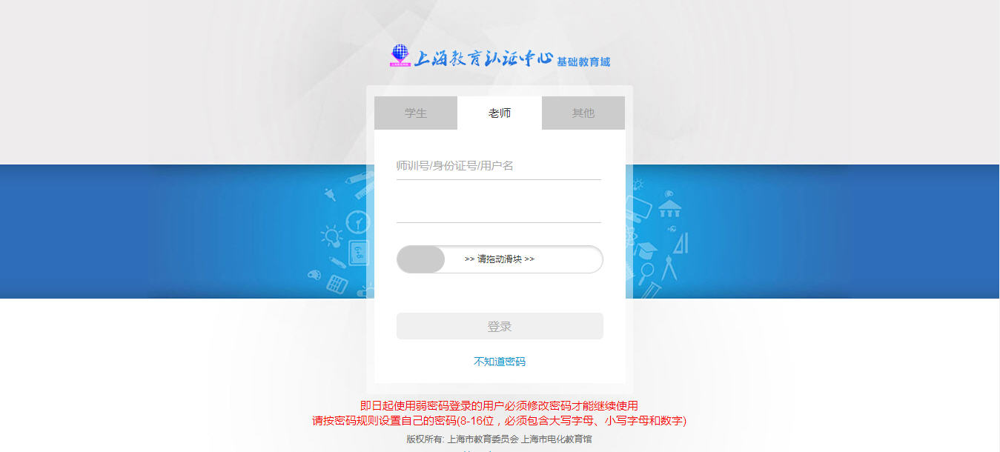 上海教育认证中心 基础教育域
学生 老师 其他
师训号/身份证号/用户名
>> 请拖动滑块 >>
登录
不知道密码
即日起使用弱密码登录的用户必须修改密码才能继续使用
请按密码规则设置自己的密码(8-16位，必须包含大写字母、小写字母和数字)
版权所有: 上海市教育委员会 上海市电化教育馆